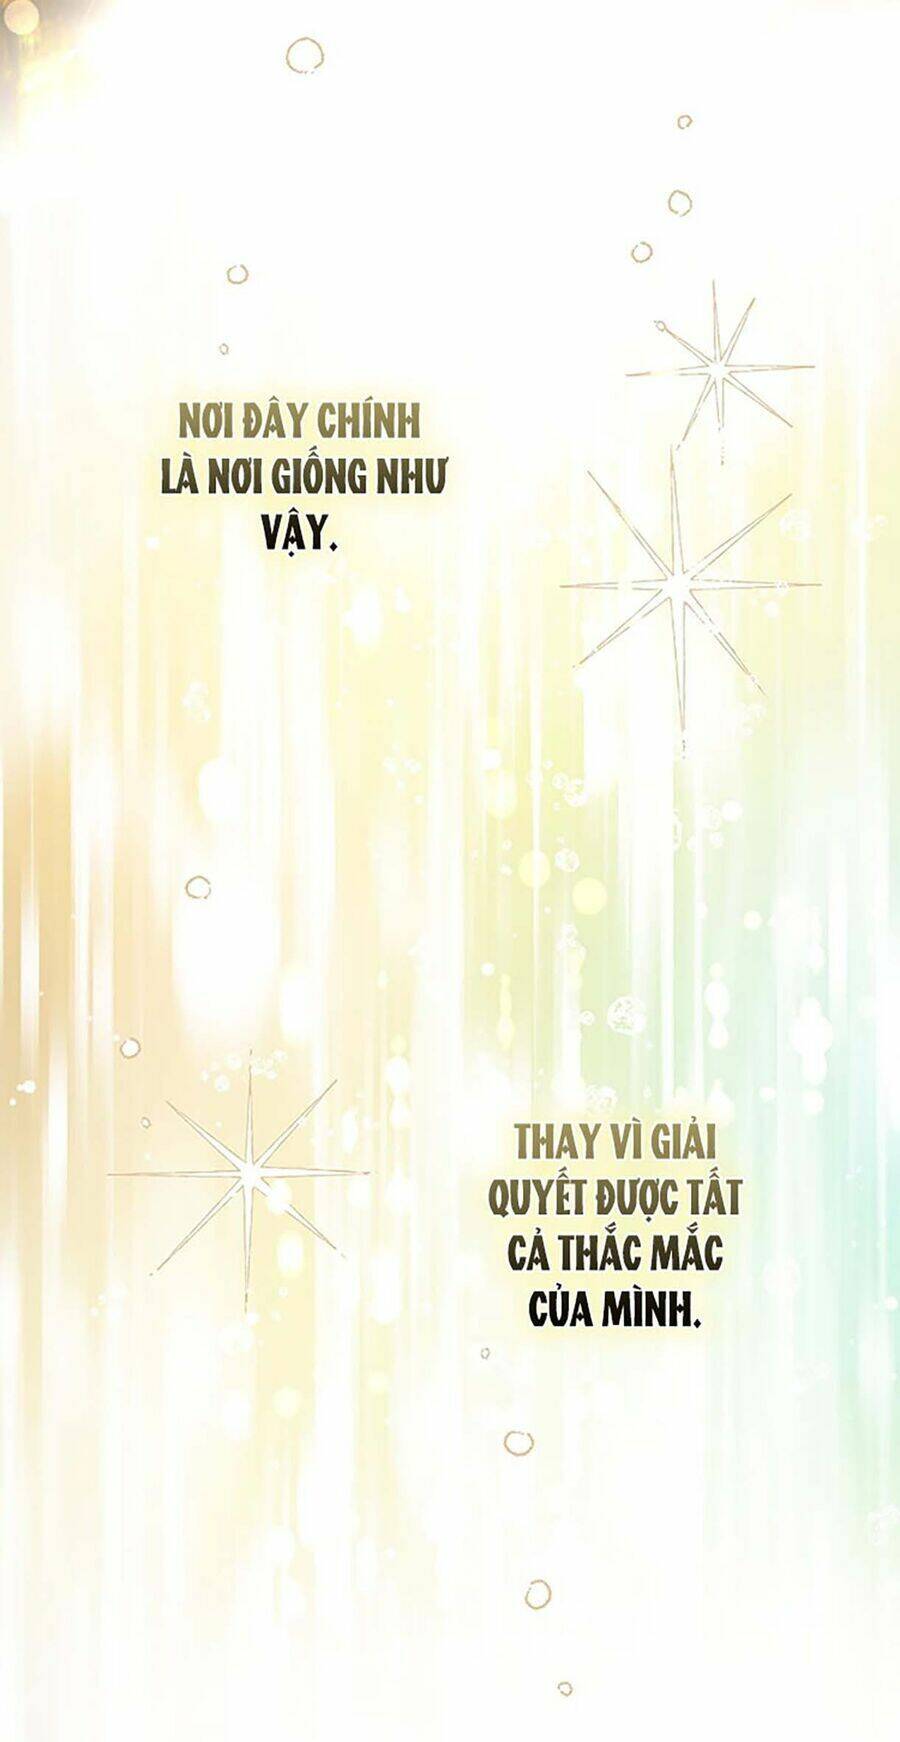 NƠI ĐÂY CHÍNH
LÀ NƠI GIỐNG NHƯ
VẬY.
THAY VÌ GIẢI
QUYẾT ĐƯỢC TẤT
CẢ THẮC MẮC
CỦA MÌNH.